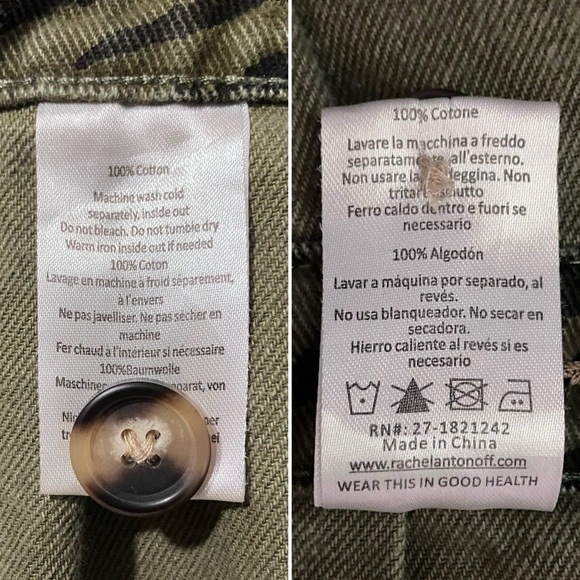 100% Cotton
Machine wash cold
separately, inside out
Do not bleach. Do not tumble dry
Warm iron inside out if needed
100% Coton
Lavage en machine à froid séparement,
à l'envers
Ne pas javelliser. Ne pas sécher en
machine
Fer chaud à l'intérieur si nécessaire
100%Baumwolle
von
100% Cotone
Lavare la macchina a freddo
all'esterno.
Non usare Non
Ferro caldo dentro e fuori se
necessario
100% Algodón
Lavar a máquina por separado, al
revés.
No usa blanqueador. No secar en
secadora.
Hierro caliente al revés si es
necesario
RN#: 27-1821242
Made in China
www.rachelantonoff.com
WEAR THIS IN GOOD HEALTH